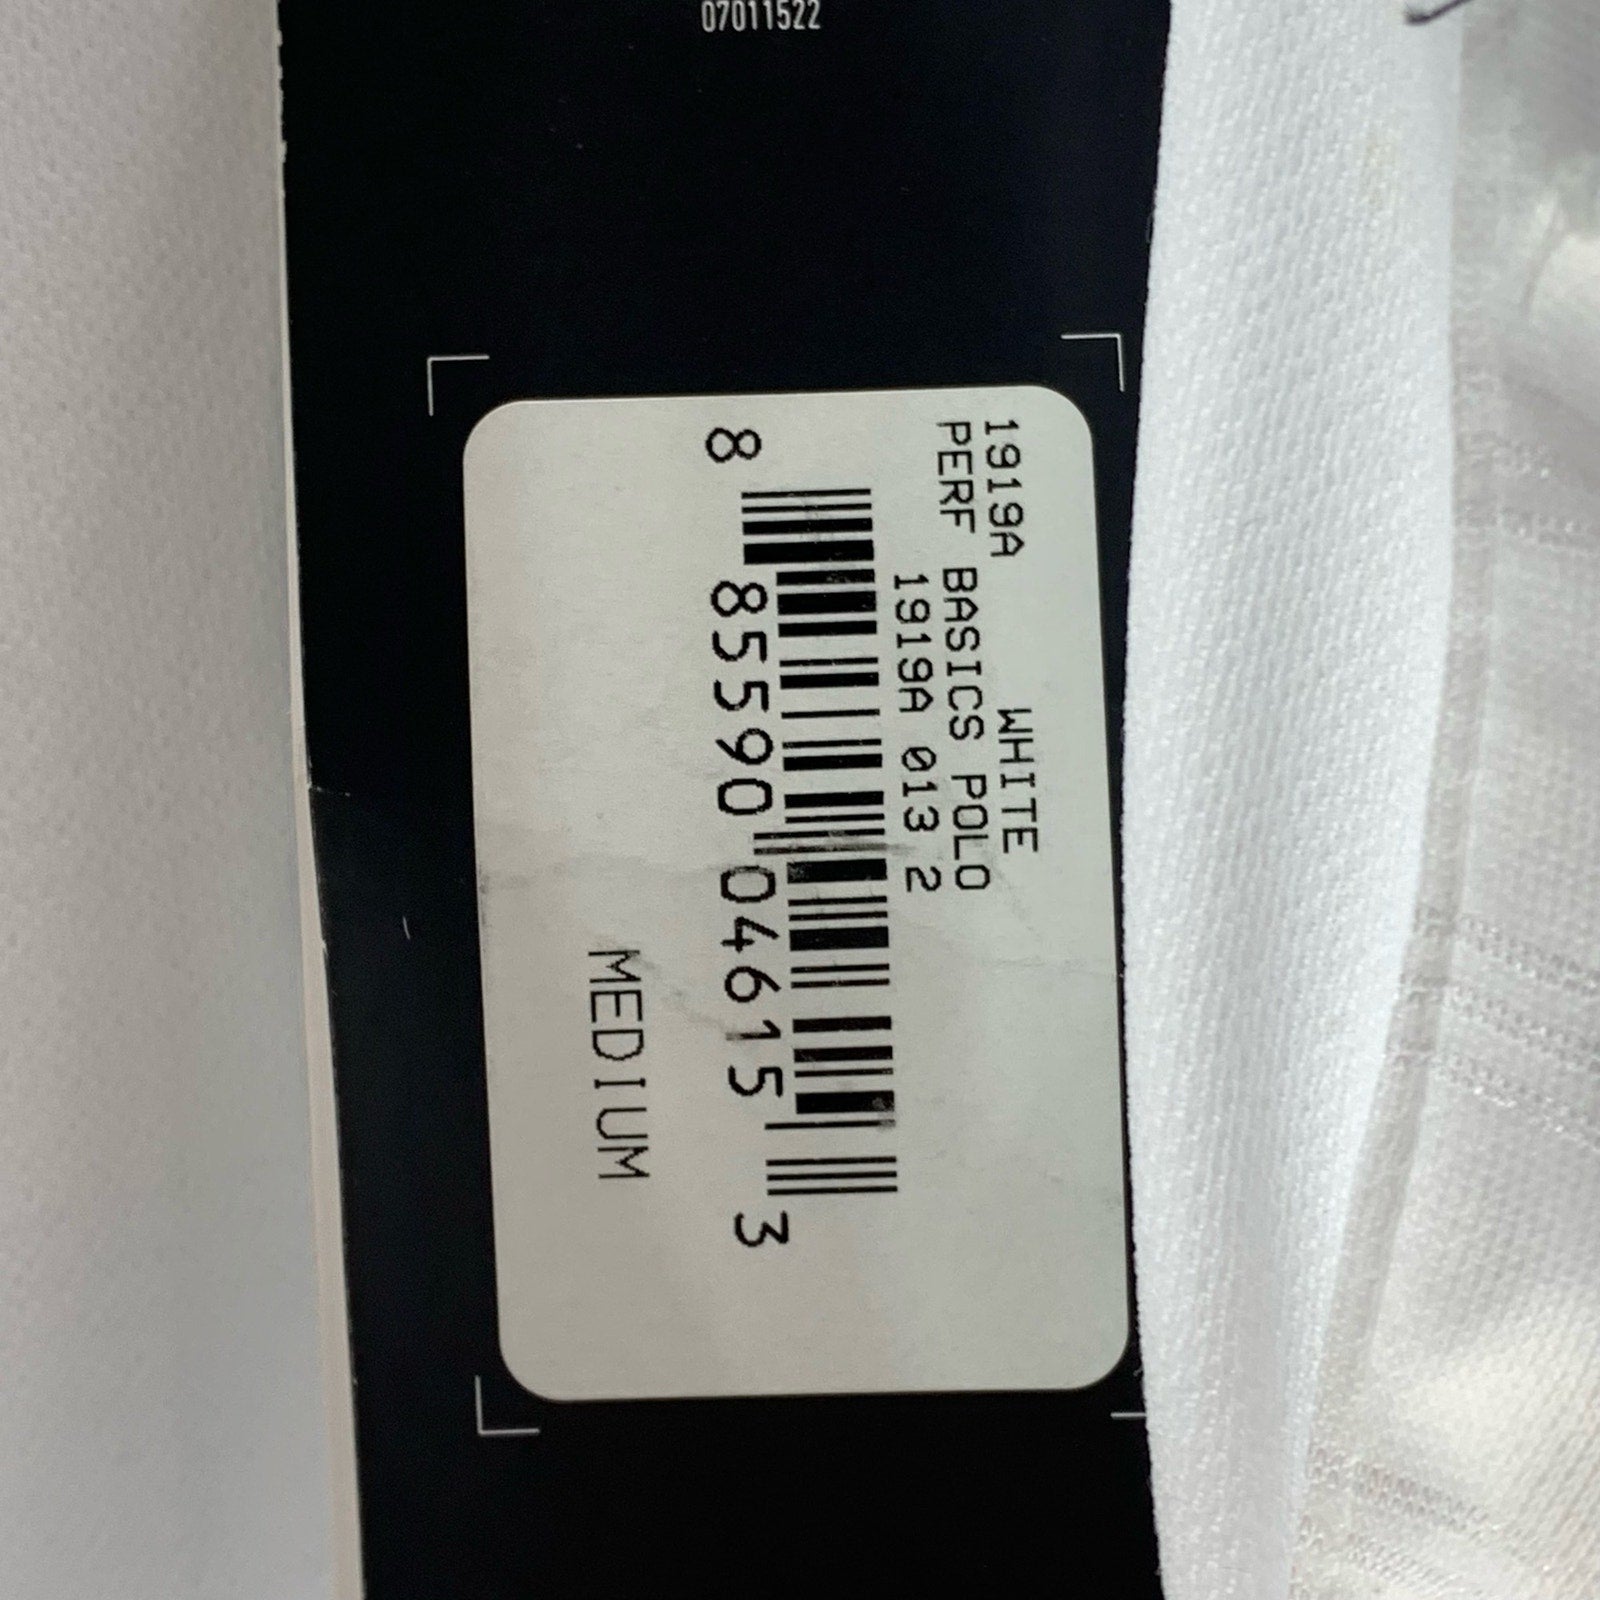 07011522
1919A WHITE
PERF BASICS POLO
1919A 013 2
8 85590 04615 3
MEDIUM